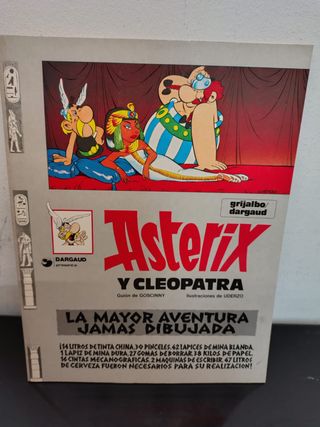 grijalbo/
dargaud
DARGAUD
Asterix
Y CLEOPATRA
Guión de GOSCINNY Ilustraciones de UDERZO
LA MAYOR AVENTURA
JAMAS DIBUJADA
¡14 LITROS DE TINTA CHINA, 30 PINCELES, 62 LAPICES DE MINA BLANDA,
1 LAPIZ DE MINA DURA, 27 GOMAS DE BORRAR, 38 KILOS DE PAPEL,
16 CINTAS MECANOGRAFICAS, 2 MAQUINAS DE ESCRIBIR, 67 LITROS
DE CERVEZA FUERON NECESARIOS PARA SU REALIZACION!